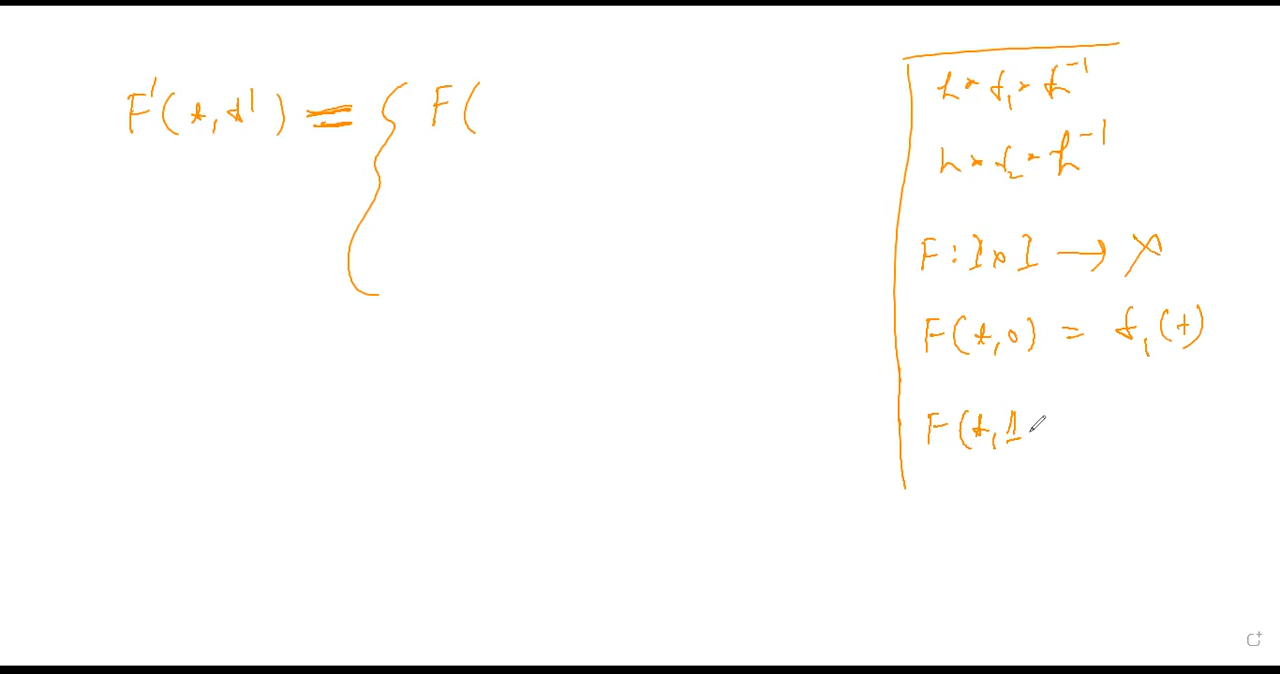 F'(t, t') = { F(
h * f₁ * h⁻¹
h * f₂ * h⁻¹
F : I x I → X
F(t, 0) = f₁(t)
F(t, 1